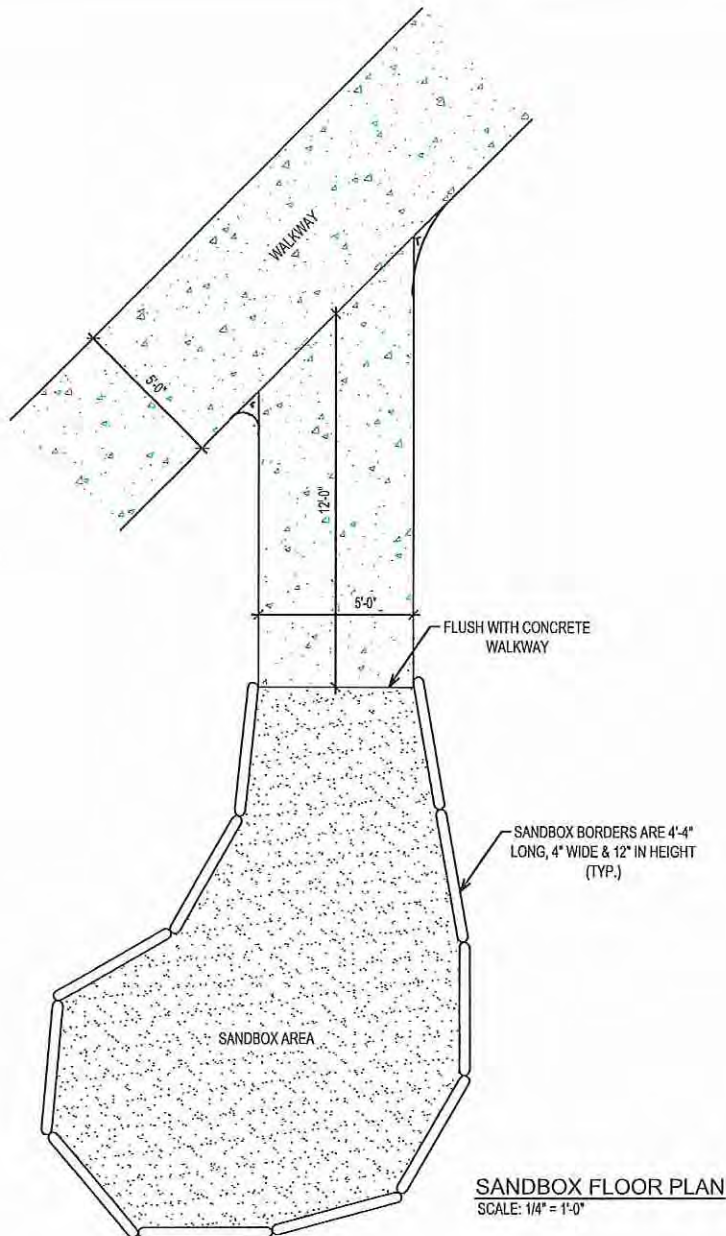 WALKWAY
5'-0"
12'-0"
5'-0"
FLUSH WITH CONCRETE
WALKWAY
SANDBOX BORDERS ARE 4'-4"
LONG, 4" WIDE & 12" IN HEIGHT
(TYP.)
SANDBOX AREA
SANDBOX FLOOR PLAN
SCALE: 1/4" = 1'-0"